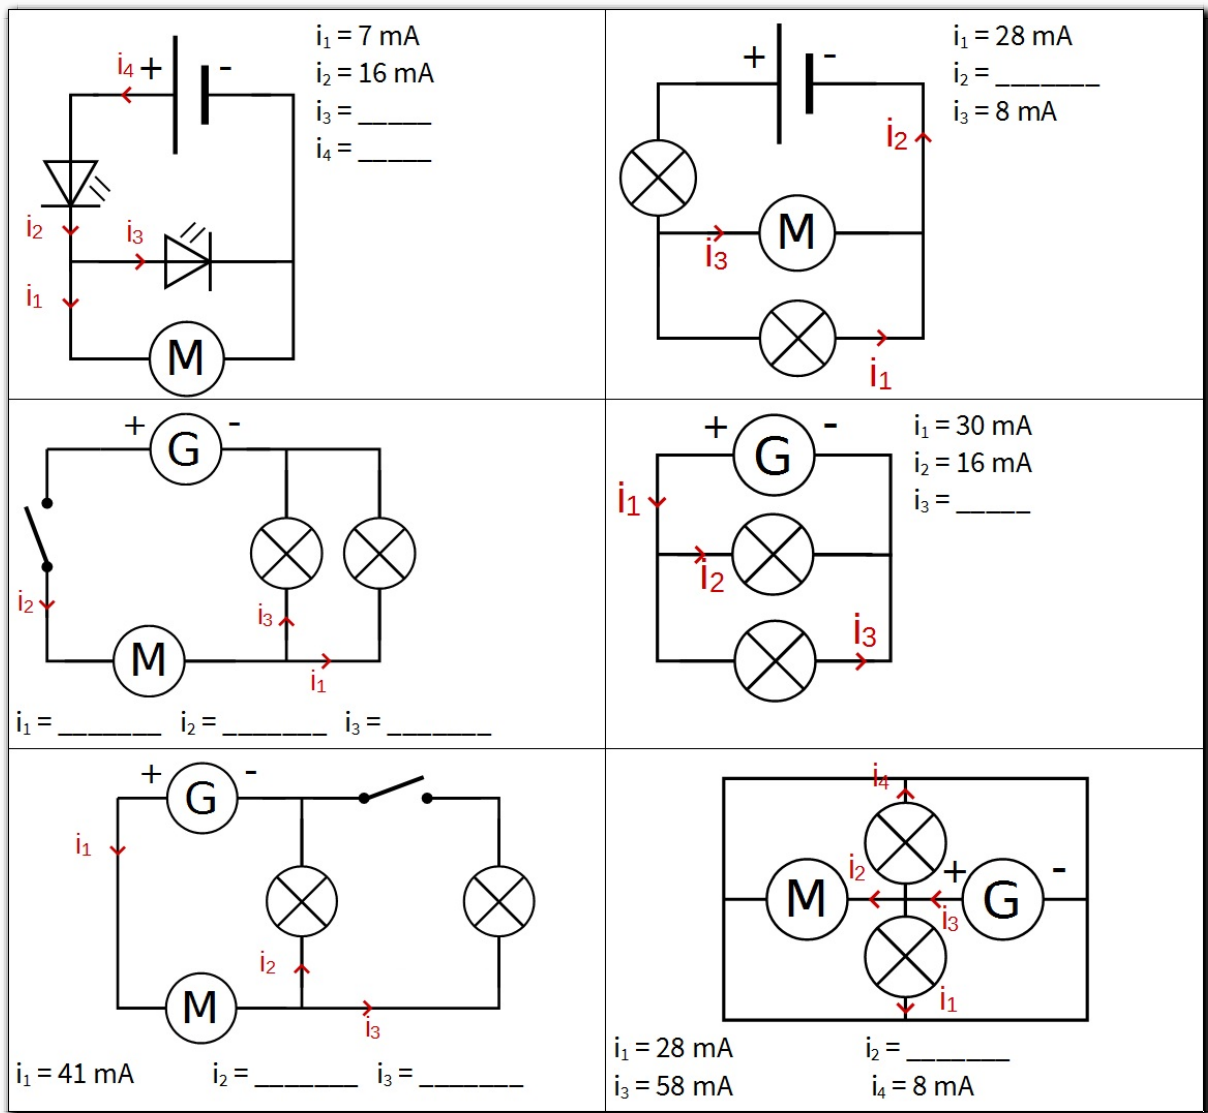 i₁ = 7 mA
i₂ = 16 mA
i₃ = _____
i₄ = _____
i₄ + -
i₂
i₃
i₁
M
i₁ = 28 mA
i₂ = _______
i₃ = 8 mA
+ -
i₂
M
i₃
i₁
+ G -
i₂
i₃
M
i₁
i₁ = _______ i₂ = _______ i₃ = _______
i₁ = 30 mA
i₂ = 16 mA
i₃ = _____
+ G -
i₁
i₂
i₃
+ G -
i₁
i₂
M
i₃
i₁ = 41 mA i₂ = _______ i₃ = _______
i₄
i₂ + -
M G
i₃
i₁
i₁ = 28 mA i₂ = _______
i₃ = 58 mA i₄ = 8 mA